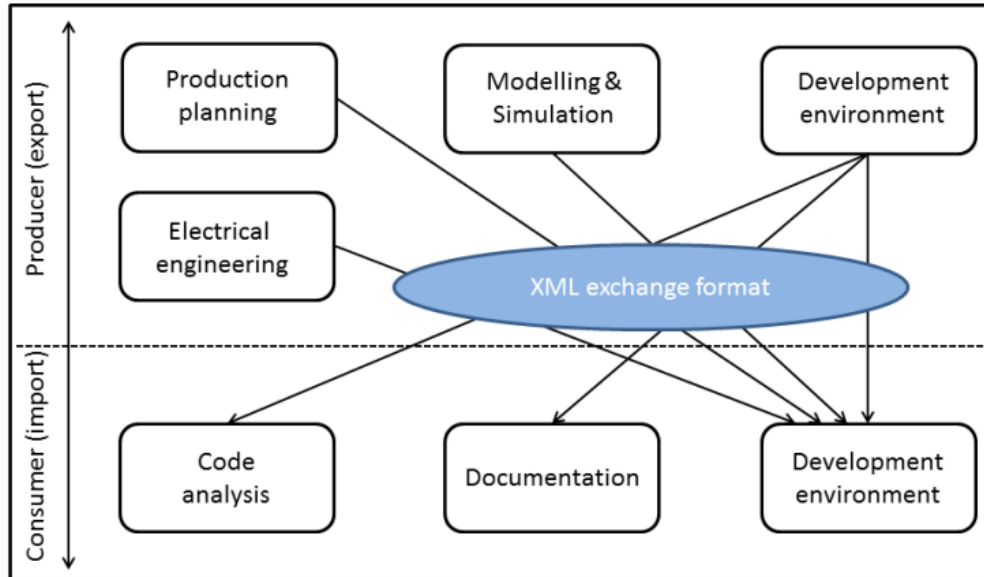 Producer (export)
Production
planning
Modelling &
Simulation
Development
environment
Electrical
engineering
XML exchange format
Consumer (import)
Code
analysis
Documentation
Development
environment